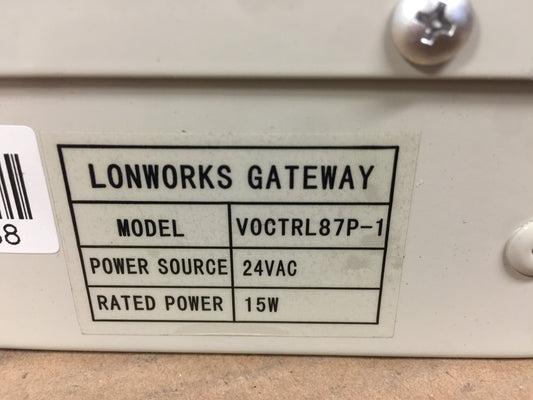 LONWORKS GATEWAY
MODEL VOCTRL87P-1
POWER SOURCE 24VAC
RATED POWER 15W